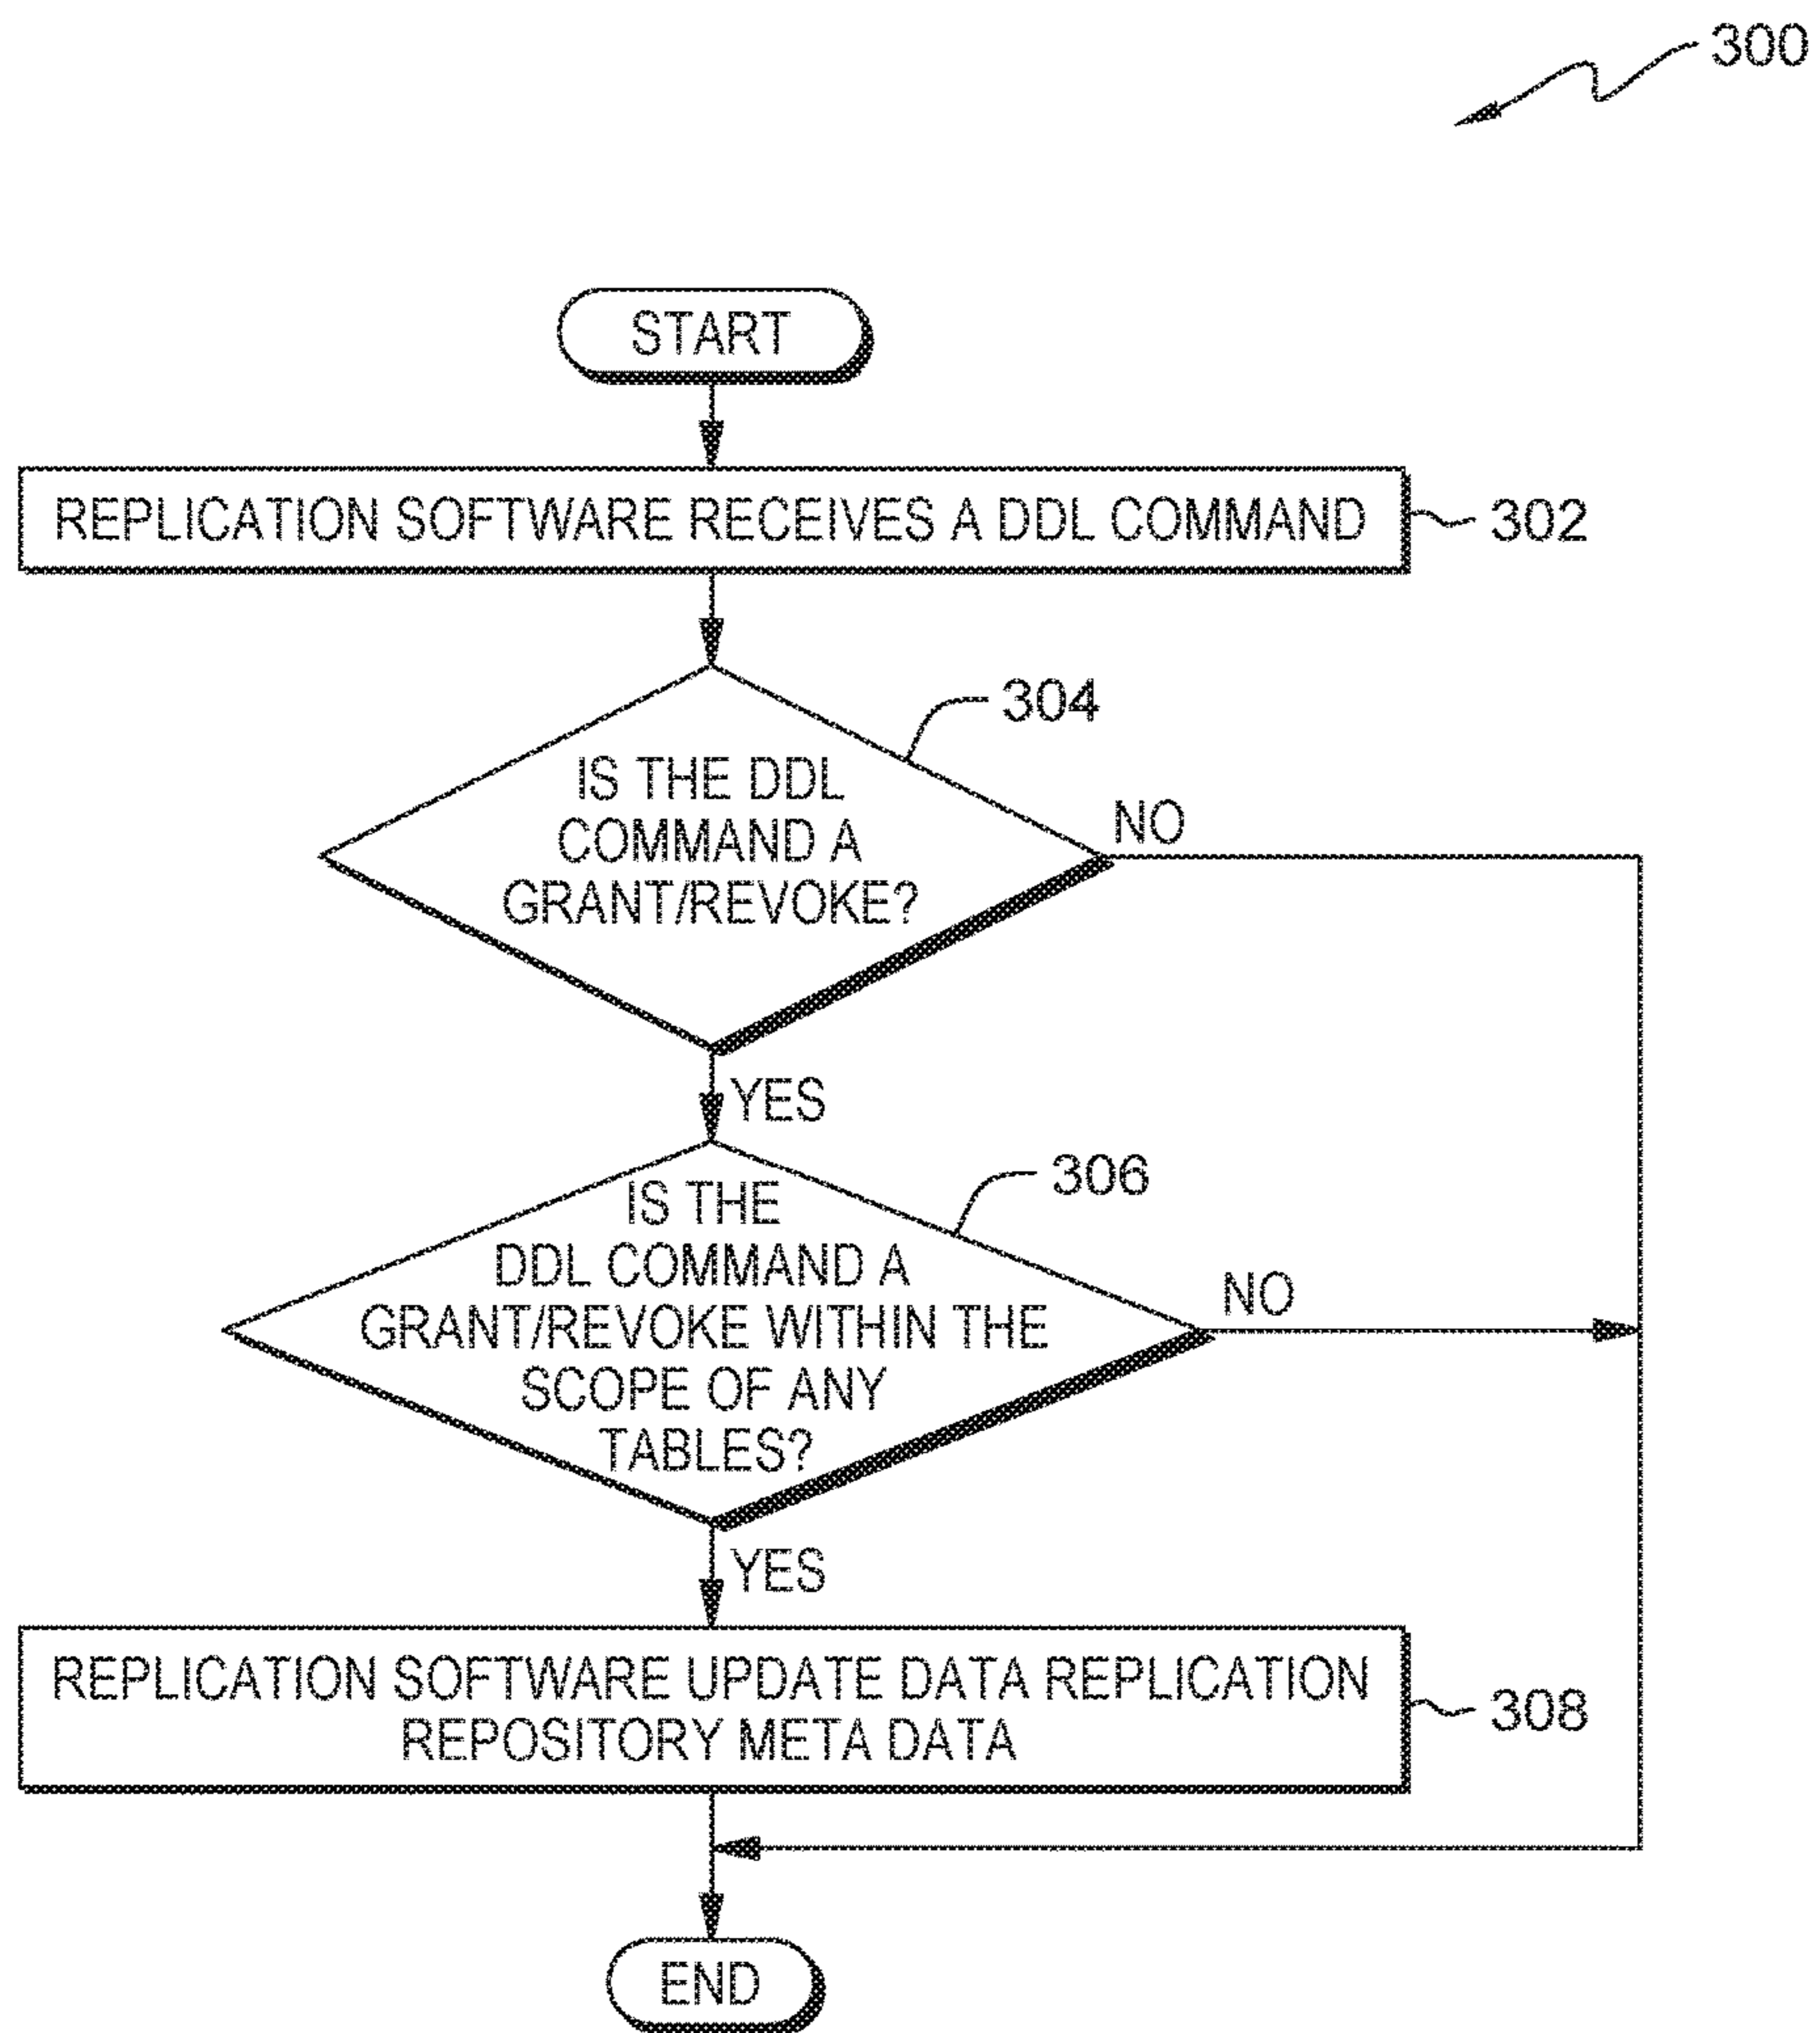 300
START
REPLICATION SOFTWARE RECEIVES A DDL COMMAND
302
304
IS THE DDL
COMMAND A
GRANT/REVOKE?
NO
YES
306
IS THE
DDL COMMAND A
GRANT/REVOKE WITHIN THE
SCOPE OF ANY
TABLES?
NO
YES
REPLICATION SOFTWARE UPDATE DATA REPLICATION
REPOSITORY META DATA
308
END